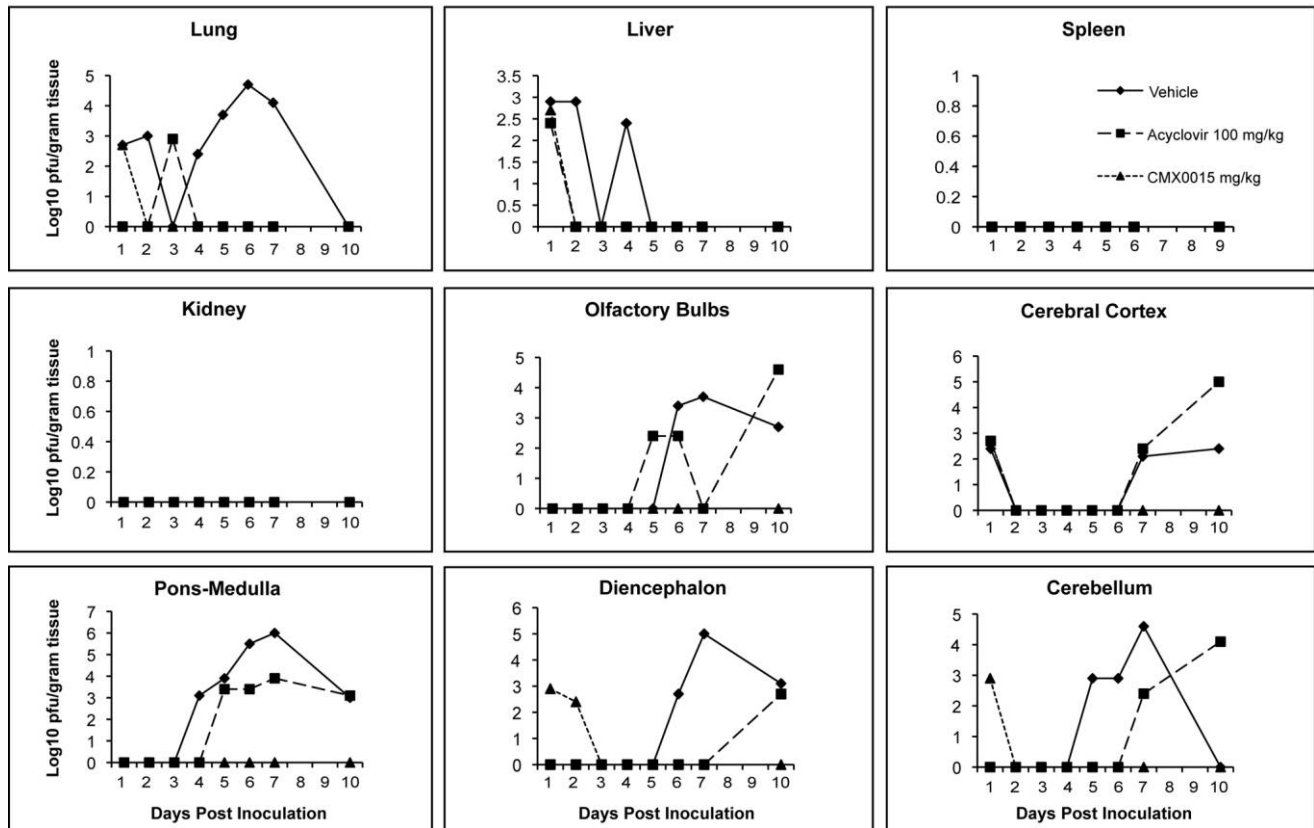 Lung
Log10 pfu/gram tissue
5
4
3
2
1
0
1 2 3 4 5 6 7 10
Liver
3.5
3
2.5
2
1.5
1
0.5
0
1 2 3 4 5 6 7 10
Spleen
1
0.8
0.6
0.4
0.2
0
Vehicle
Acyclovir 100 mg/kg
CMX0015 mg/kg
1 2 3 4 5 6 7 8 9
Kidney
Log10 pfu/gram tissue
1
0.8
0.6
0.4
0.2
0
1 2 3 4 5 6 7 8 9 10
Olfactory Bulbs
5
4
3
2
1
0
1 2 3 4 5 6 7 8 9 10
Cerebral Cortex
6
5
4
3
2
1
0
1 2 3 4 5 6 7 8 9 10
Pons-Medulla
Log10 pfu/gram tissue
7
6
5
4
3
2
1
0
1 2 3 4 5 6 7 8 9 10
Days Post Inoculation
Diencephalon
6
5
4
3
2
1
0
1 2 3 4 5 6 7 8 9 10
Days Post Inoculation
Cerebellum
5
4
3
2
1
0
1 2 3 4 5 6 7 8 9 10
Days Post Inoculation